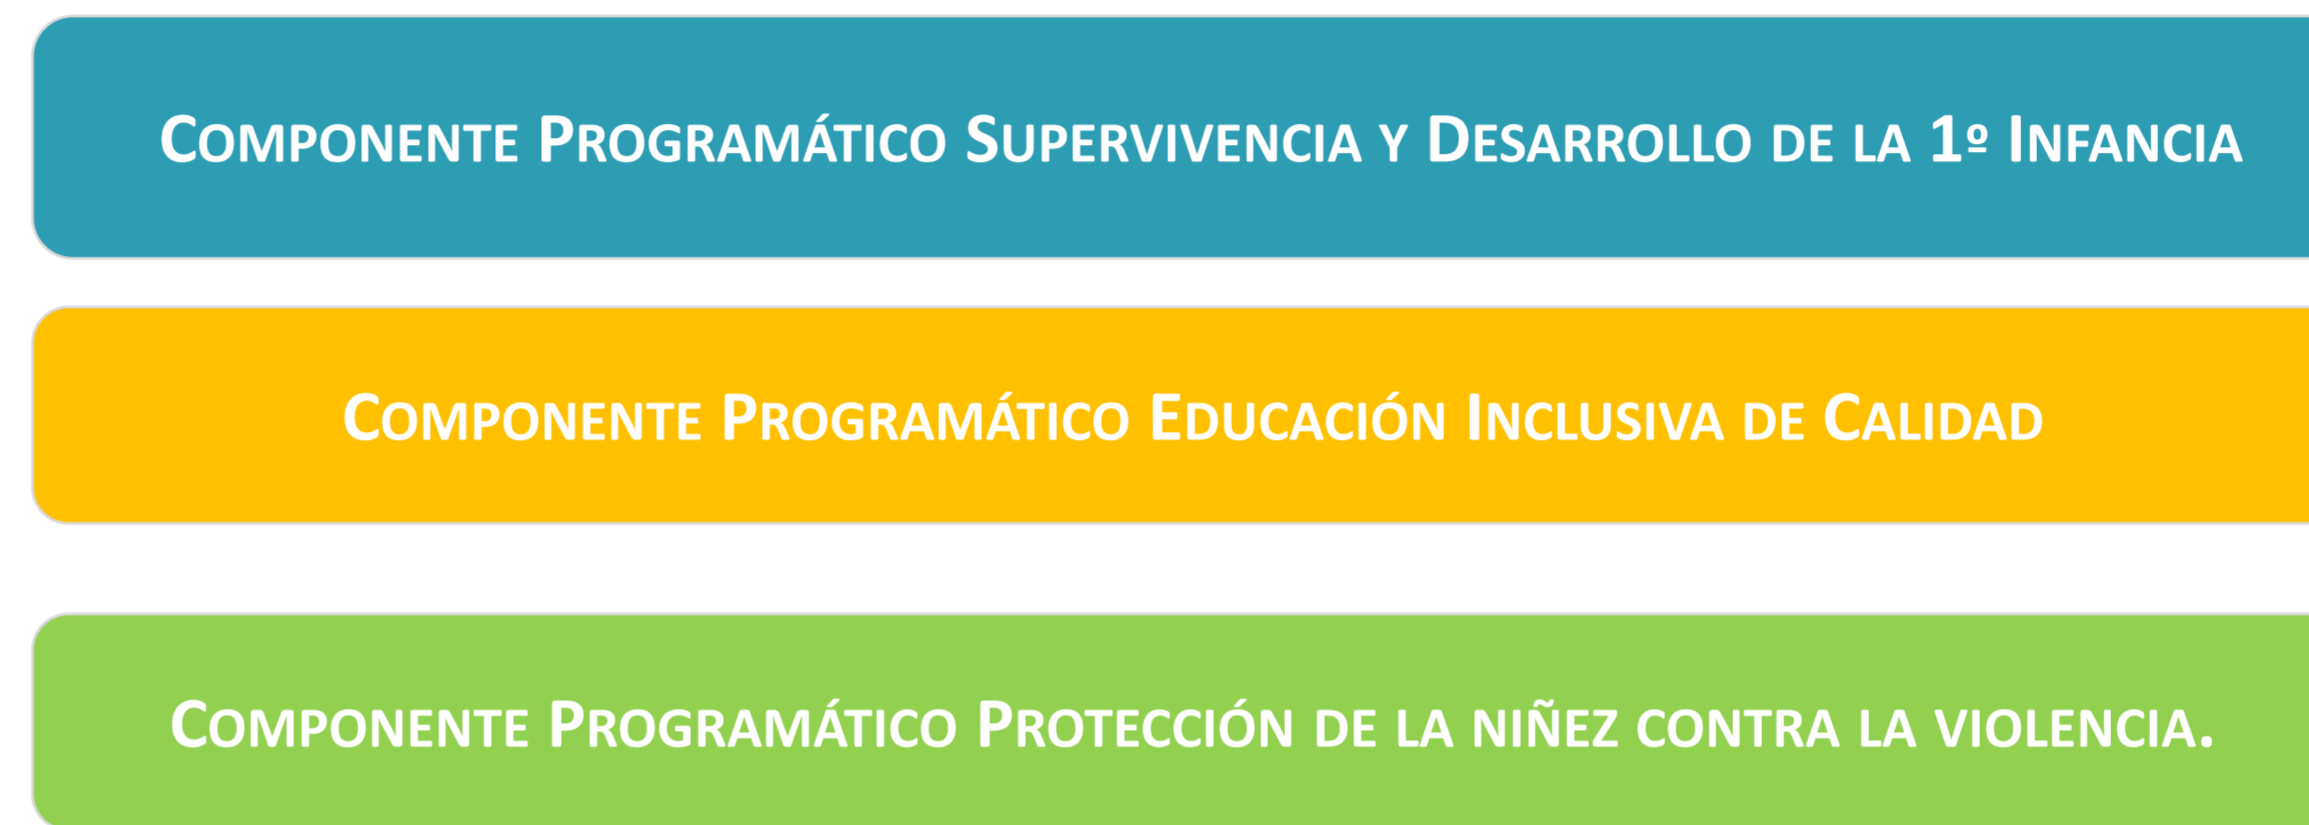 Componente Programático Supervivencia y Desarrollo de la 1º Infancia
Componente Programático Educación Inclusiva de Calidad
Componente Programático Protección de la niñez contra la violencia.